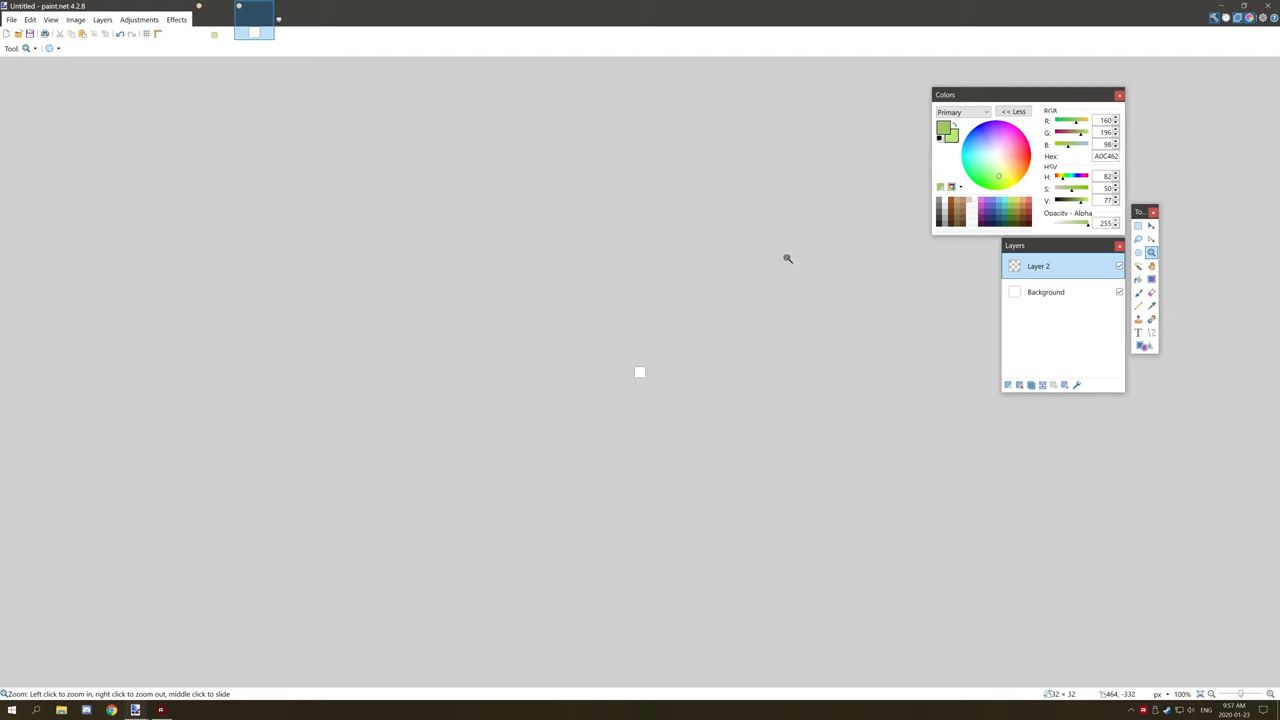 Untitled - paint.net 4.2.8
File Edit View Image Layers Adjustments Effects
Tool:
Colors
Primary
<< Less
RGB
R: 160
G: 196
B: 98
Hex: A0C462
HSV
H: 82
S: 50
V: 77
Opacity - Alpha
255
To...
Layers
Layer 2
Background
Zoom: Left click to zoom in, right click to zoom out, middle click to slide
32 × 32
464, -332
px
100%
ENG
9:57 AM
2020-01-23